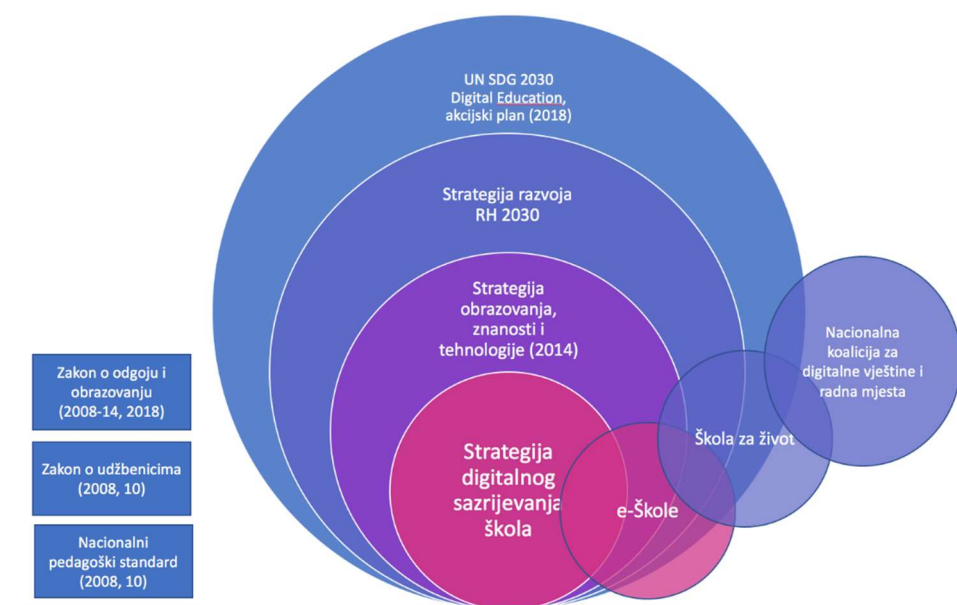 UN SDG 2030
Digital Education,
akcijski plan (2018)
Strategija razvoja
RH 2030
Strategija
obrazovanja,
znanosti i
tehnologije (2014)
Strategija
digitalnog
sazrijevanja
škola
e-Škole
Škola za život
Nacionalna
koalicija za
digitalne vještine i
radna mjesta
Zakon o odgoju i
obrazovanju
(2008-14, 2018)
Zakon o udžbenicima
(2008, 10)
Nacionalni
pedagoški standard
(2008, 10)